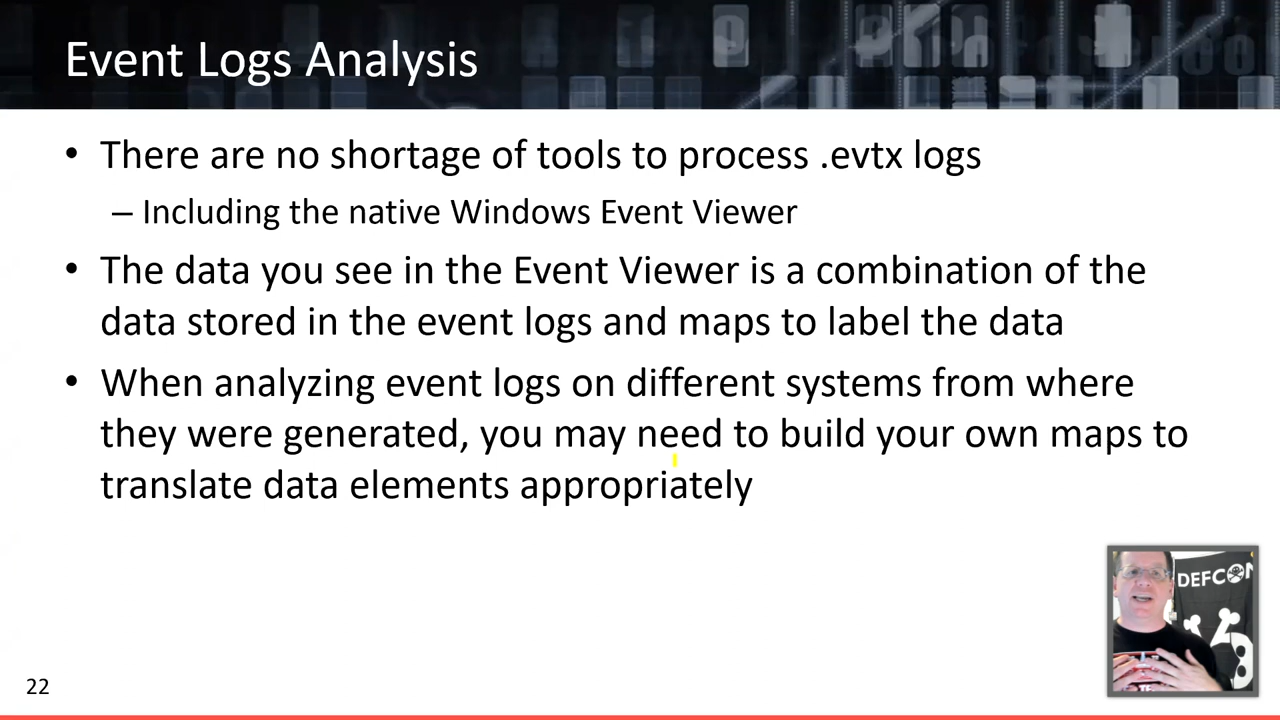 Event Logs Analysis
• There are no shortage of tools to process .evtx logs
– Including the native Windows Event Viewer
• The data you see in the Event Viewer is a combination of the
data stored in the event logs and maps to label the data
• When analyzing event logs on different systems from where
they were generated, you may need to build your own maps to
translate data elements appropriately
DEFCON
22